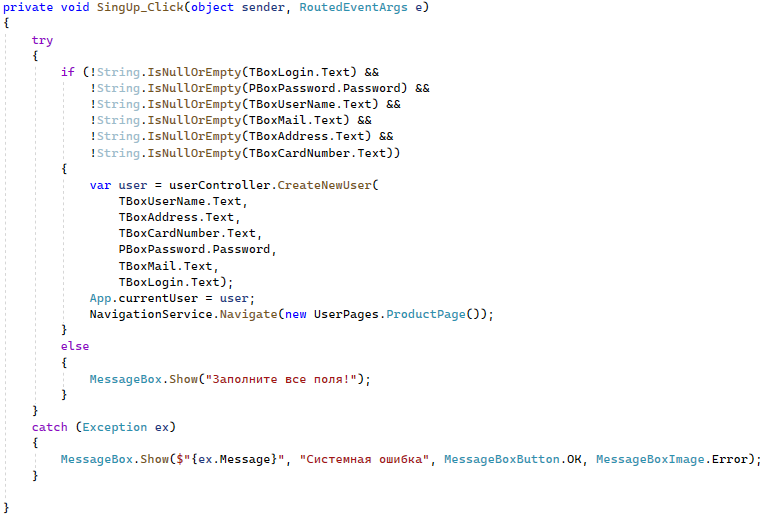 private void SingUp_Click(object sender, RoutedEventArgs e)
{
try
{
if (!String.IsNullOrEmpty(TBoxLogin.Text) &&
!String.IsNullOrEmpty(PBoxPassword.Password) &&
!String.IsNullOrEmpty(TBoxUserName.Text) &&
!String.IsNullOrEmpty(TBoxMail.Text) &&
!String.IsNullOrEmpty(TBoxAddress.Text) &&
!String.IsNullOrEmpty(TBoxCardNumber.Text))
{
var user = userController.CreateNewUser(
TBoxUserName.Text,
TBoxAddress.Text,
TBoxCardNumber.Text,
PBoxPassword.Password,
TBoxMail.Text,
TBoxLogin.Text);
App.currentUser = user;
NavigationService.Navigate(new UserPages.ProductPage());
}
else
{
MessageBox.Show("Заполните все поля!");
}
}
catch (Exception ex)
{
MessageBox.Show($"{ex.Message}", "Системная ошибка", MessageBoxButton.OK, MessageBoxImage.Error);
}
}